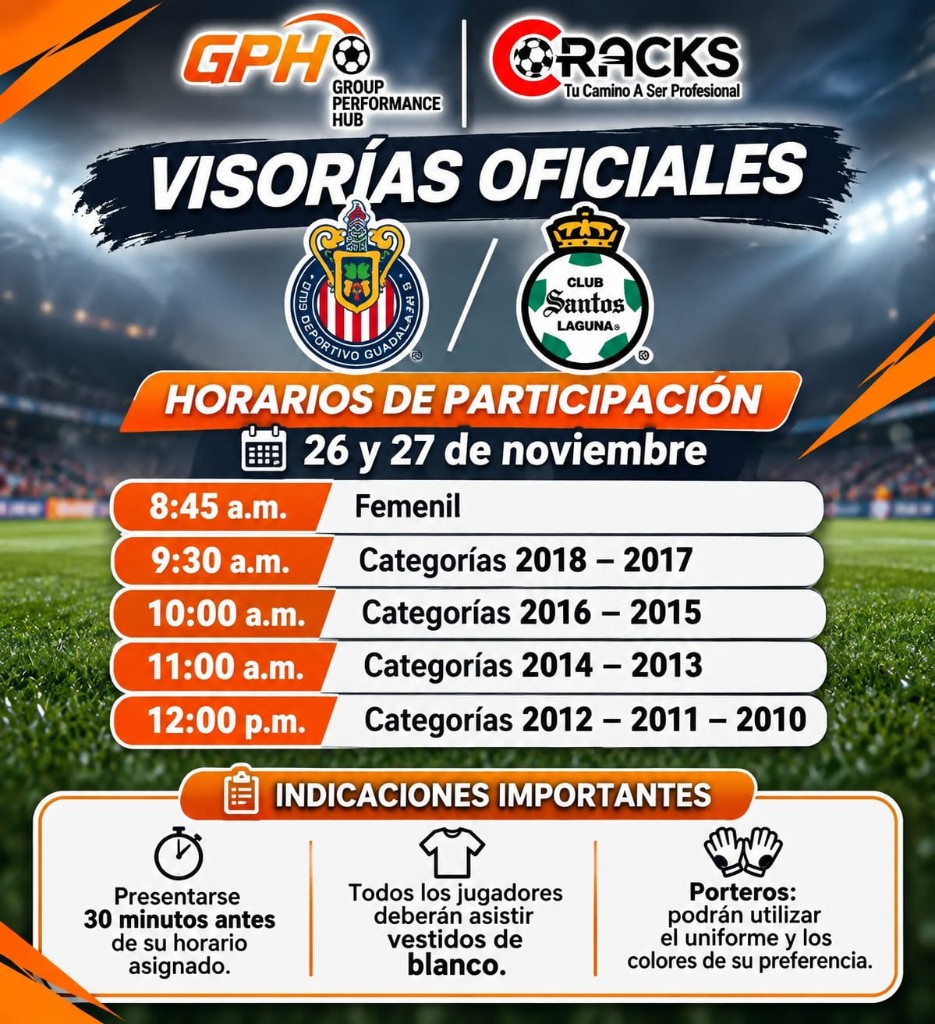 GPH
GROUP
PERFORMANCE
HUB
CRACKS
Tu Camino A Ser Profesional
VISORÍAS OFICIALES
CLUB DEPORTIVO GUADALAJARA
®
CLUB
Santos
LAGUNA®
®
HORARIOS DE PARTICIPACIÓN
26 y 27 de noviembre
8:45 a.m. Femenil
9:30 a.m. Categorías 2018 – 2017
10:00 a.m. Categorías 2016 – 2015
11:00 a.m. Categorías 2014 – 2013
12:00 p.m. Categorías 2012 – 2011 – 2010
INDICACIONES IMPORTANTES
Presentarse
30 minutos antes
de su horario
asignado.
Todos los jugadores
deberán asistir
vestidos de
blanco.
Porteros:
podrán utilizar
el uniforme y los
colores de su preferencia.